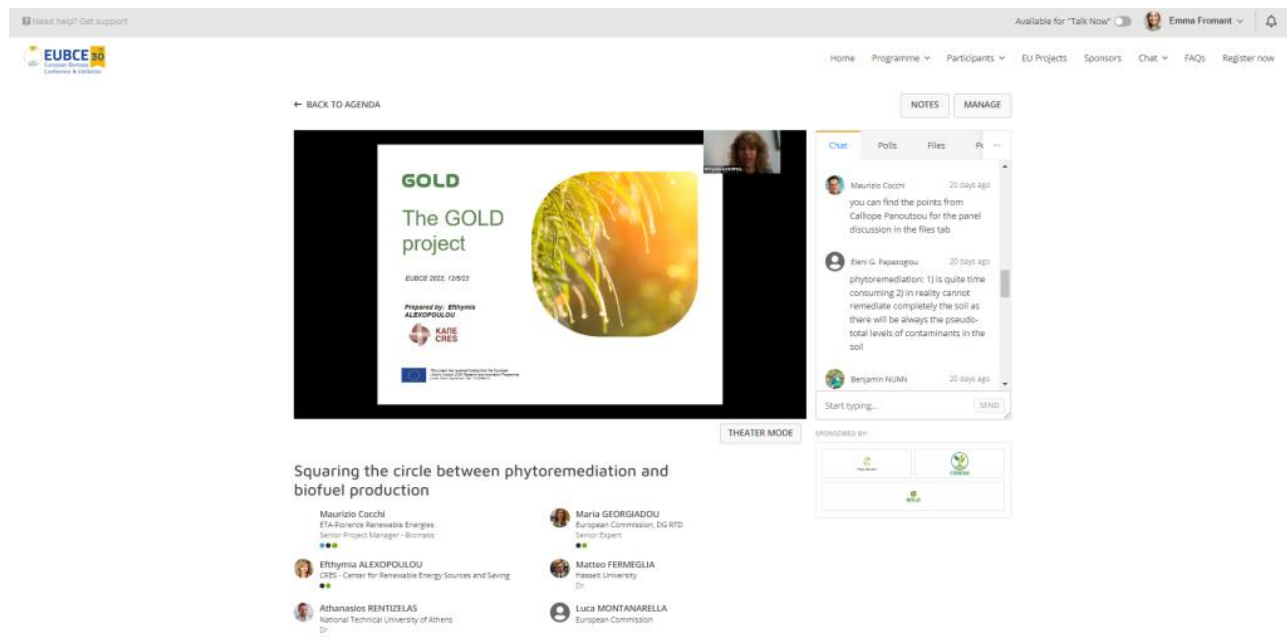 Need help? Get support
Available for "Talk Now"
Emma Fromant
EUBCE 30
European Biomass
Conference & Exhibition
Home Programme Participants EU Projects Sponsors Chat FAQs Register now
← BACK TO AGENDA
NOTES MANAGE
GOLD
The GOLD
project
EUBCE 2022, 12/5/22
Prepared by: Efthymia
ALEXOPOULOU
ΚΑΠΕ
CRES
Chat Polls Files
Maurizio Cocchi 20 days ago
you can find the points from
Calliope Panoutsou for the panel
discussion in the files tab
Eleni G. Papazoglou 20 days ago
phytoremediation: 1) is quite time
consuming 2) in reality cannot
remediate completely the soil as
there will be always the pseudo-
total levels of contaminants in the
soil
Benjamin NUNN 20 days ago
Start typing... SEND
THEATER MODE
SPONSORED BY:
GOLD
Squaring the circle between phytoremediation and
biofuel production
Maurizio Cocchi
ETA-Florence Renewable Energies
Senior Project Manager - Biomass
Maria GEORGIADOU
European Commission, DG RTD
Senior Expert
Efthymia ALEXOPOULOU
CRES - Center for Renewable Energy Sources and Saving
Matteo FERMEGLIA
Hasselt University
Dr.
Athanasios RENTIZELAS
National Technical University of Athens
Dr
Luca MONTANARELLA
European Commission